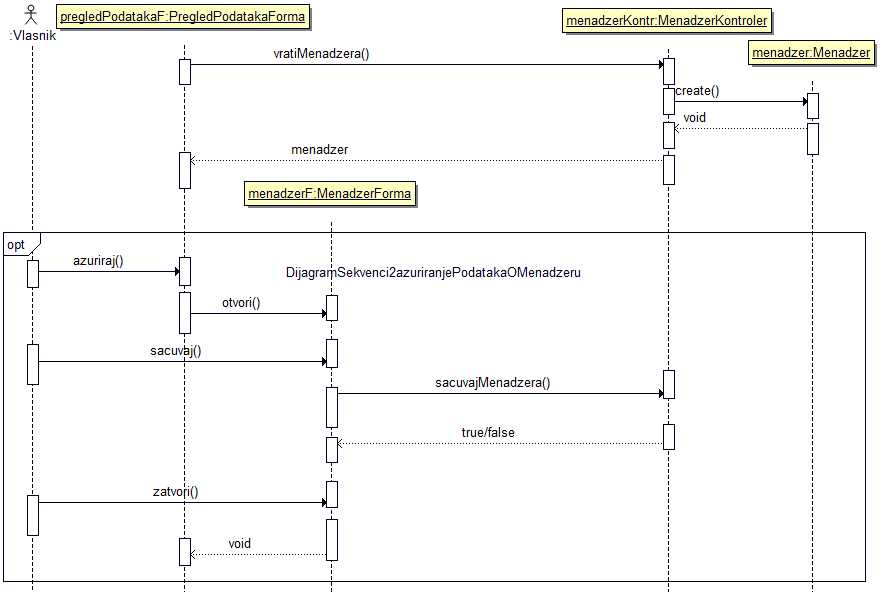 :Vlasnik
pregledPodatakaF:PregledPodatakaForma
menadzerKontr:MenadzerKontroler
menadzer:Menadzer
vratiMenadzera()
create()
void
menadzer
menadzerF:MenadzerForma
opt
azuriraj()
DijagramSekvenci2azuriranjePodatakaOMenadzeru
otvori()
sacuvaj()
sacuvajMenadzera()
true/false
zatvori()
void